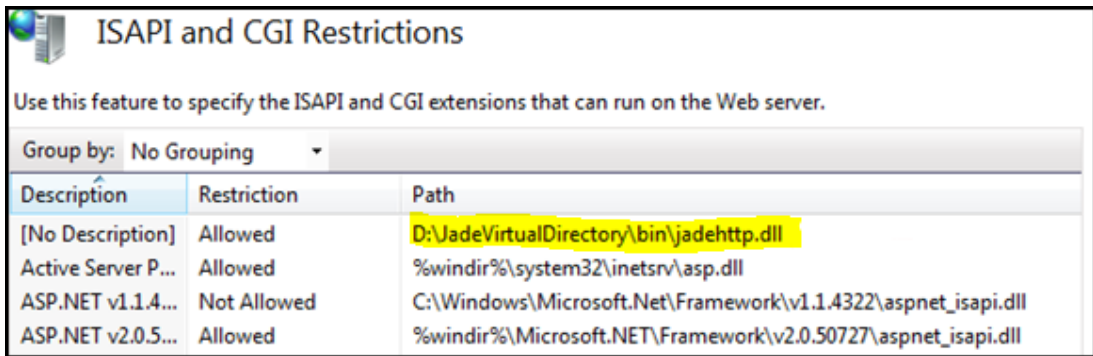 ISAPI and CGI Restrictions
Use this feature to specify the ISAPI and CGI extensions that can run on the Web server.
Group by: No Grouping
Description Restriction Path
[No Description] Allowed D:\JadeVirtualDirectory\bin\jadehttp.dll
Active Server P... Allowed %windir%\system32\inetsrv\asp.dll
ASP.NET v1.1.4... Not Allowed C:\Windows\Microsoft.Net\Framework\v1.1.4322\aspnet_isapi.dll
ASP.NET v2.0.5... Allowed %windir%\Microsoft.NET\Framework\v2.0.50727\aspnet_isapi.dll